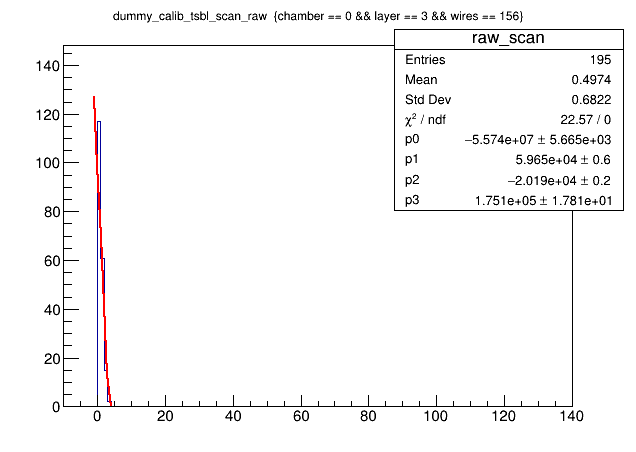 dummy_calib_tsbl_scan_raw {chamber == 0 && layer == 3 && wires == 156}
raw_scan
Entries 195
Mean 0.4974
Std Dev 0.6822
χ² / ndf 22.57 / 0
p0 −5.574e+07 ± 5.665e+03
p1 5.965e+04 ± 0.6
p2 −2.019e+04 ± 0.2
p3 1.751e+05 ± 1.781e+01
140
120
100
80
60
40
20
0
0 20 40 60 80 100 120 140